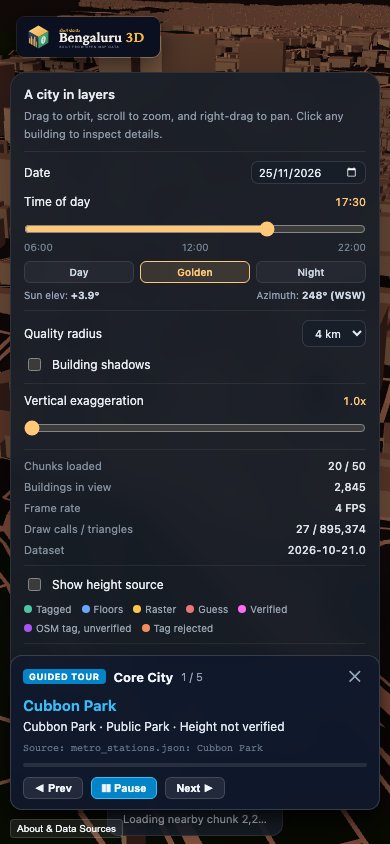 Bengaluru 3D
BUILT FROM OPEN MAP DATA
A city in layers
Drag to orbit, scroll to zoom, and right-drag to pan. Click any
building to inspect details.
Date 25/11/2026
Time of day 17:30
06:00 12:00 22:00
Day Golden Night
Sun elev: +3.9° Azimuth: 248° (WSW)
Quality radius 4 km
Building shadows
Vertical exaggeration 1.0x
Chunks loaded 20 / 50
Buildings in view 2,845
Frame rate 4 FPS
Draw calls / triangles 27 / 895,374
Dataset 2026-10-21.0
Show height source
Tagged Floors Raster Guess Verified
OSM tag, unverified Tag rejected
GUIDED TOUR Core City 1 / 5
Cubbon Park
Cubbon Park · Public Park · Height not verified
Source: metro_stations.json: Cubbon Park
◀ Prev Pause Next ▶
Loading nearby chunk 2,2...
About & Data Sources